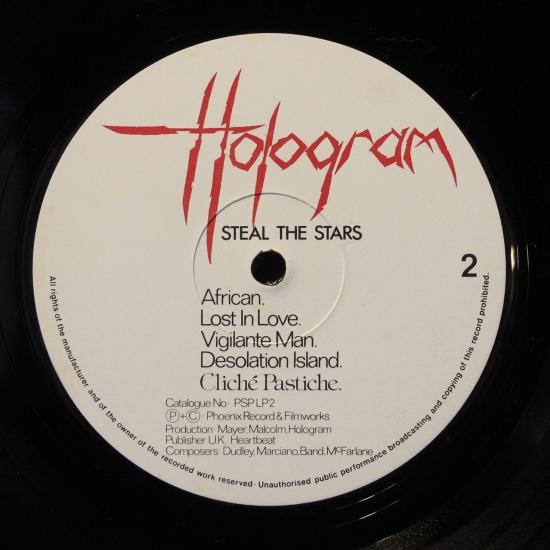 Hologram
STEAL THE STARS
2
African.
Lost In Love.
Vigilante Man.
Desolation Island.
Cliché Pastiche.
Catalogue No· PSP LP2
Ⓟ+Ⓒ· Phoenix Record & Filmworks
Production· Mayer, Malcolm, Hologram
Publisher U.K.· Heartbeat
Composers· Dudley, Marciano, Band, McFarlane
All rights of the manufacturer and of the owner of the recorded work reserved· Unauthorised public performance broadcasting and copying of this record prohibited.